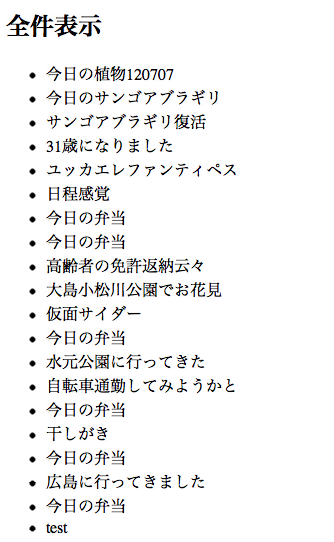 全件表示
今日の植物120707
今日のサンゴアブラギリ
サンゴアブラギリ復活
31歳になりました
ユッカエレファンティペス
日程感覚
今日の弁当
今日の弁当
高齢者の免許返納云々
大島小松川公園でお花見
仮面サイダー
今日の弁当
水元公園に行ってきた
自転車通勤してみようかと
今日の弁当
干しがき
今日の弁当
広島に行ってきました
今日の弁当
test